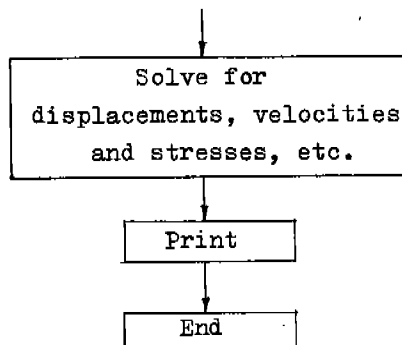 Solve for
displacements, velocities
and stresses, etc.
Print
End